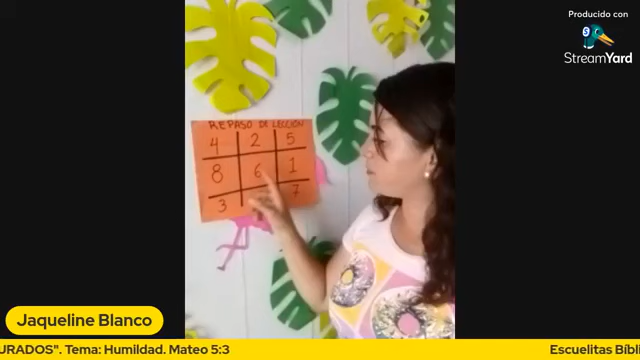 Producido con
StreamYard
REPASO DE LECCIÓN
4 2 5
8 6 1
3 7
Jaqueline Blanco
URADOS". Tema: Humildad. Mateo 5:3
Escuelitas Bíbli